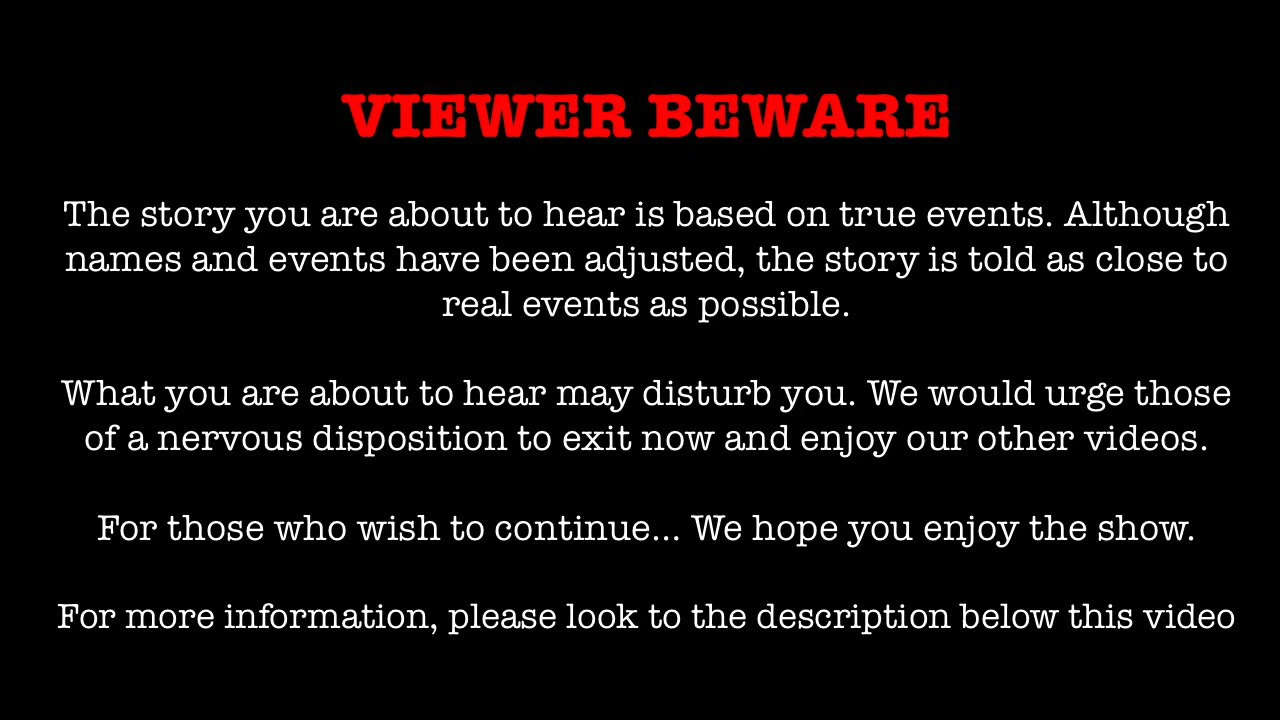 VIEWER BEWARE
The story you are about to hear is based on true events. Although
names and events have been adjusted, the story is told as close to
real events as possible.
What you are about to hear may disturb you. We would urge those
of a nervous disposition to exit now and enjoy our other videos.
For those who wish to continue... We hope you enjoy the show.
For more information, please look to the description below this video